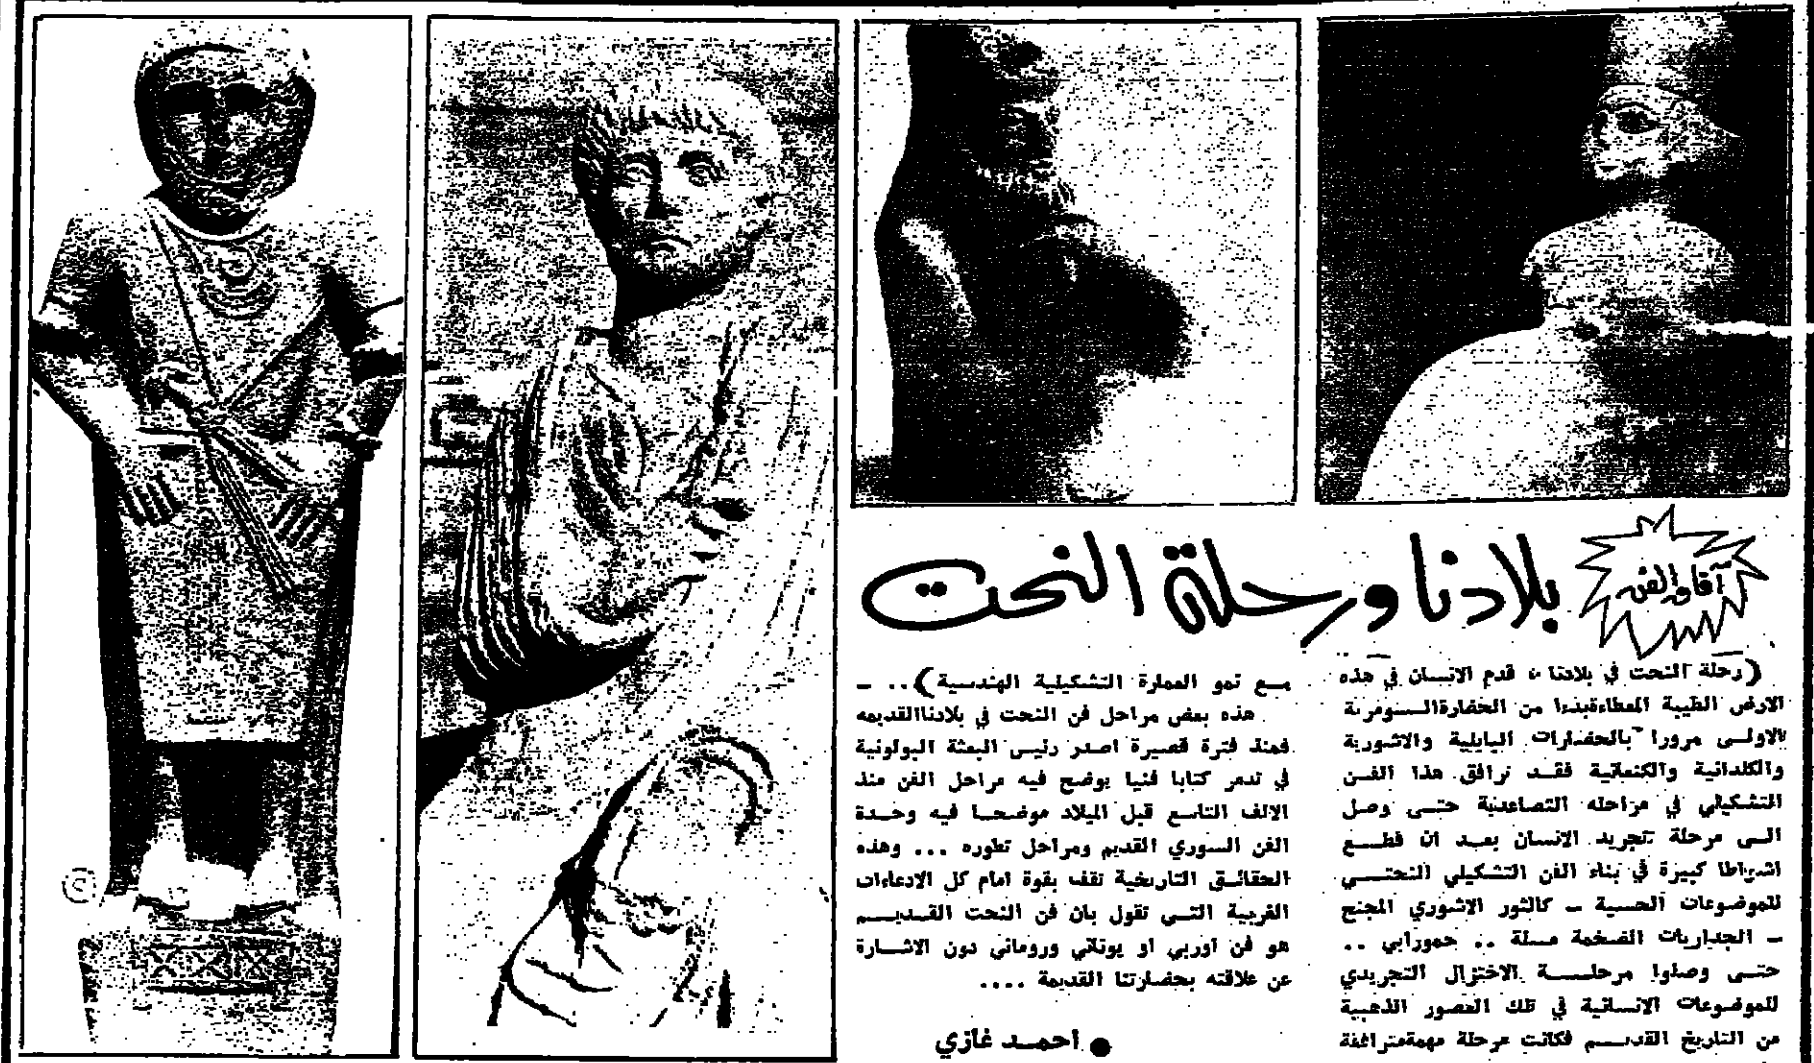 آفاق الفن
بلادنا ورحلة النحت
(رحلة النحت في بلادنا قدم الانسان في هذه
الارض الطيبة المعطاءة بدءا من الحضارة السومرية
الاولى مرورا بالحضارات البابلية والاشورية
والكلدانية والكنعانية فقد ترافق هذا الفن
التشكيلي في مراحله التصاعدية حتى وصل
الى مرحلة تجريد الانسان بعد ان قطع
اشراطا كبيرة في بناء الفن التشكيلي النحتي
للموضوعات الحسية - كالثور الاشوري المجنح
- الجداريات الضخمة مسلة .. حمورابي ..
حتى وصلوا مرحلة الاختزال التجريدي
للموضوعات الانسانية في تلك العصور الذهبية
من التاريخ القديم فكانت مرحلة مهمة مترافقة
مع نمو العمارة التشكيلية الهندسية) .. -
هذه بعض مراحل فن النحت في بلادنا القديمه
فمنذ فترة قصيرة اصدر رئيس البعثة البولونية
في تدمر كتابا فنيا يوضح فيه مراحل الفن منذ
الالف التاسع قبل الميلاد موضحا فيه وحدة
الفن السوري القديم ومراحل تطوره ... وهذه
الحقائق التاريخية تقف بقوة امام كل الادعاءات
الغربية التي تقول بان فن النحت القديم
هو فن اوربي او يوناني وروماني دون الاشارة
عن علاقته بحضارتنا القديمة ....
● احمد غازي